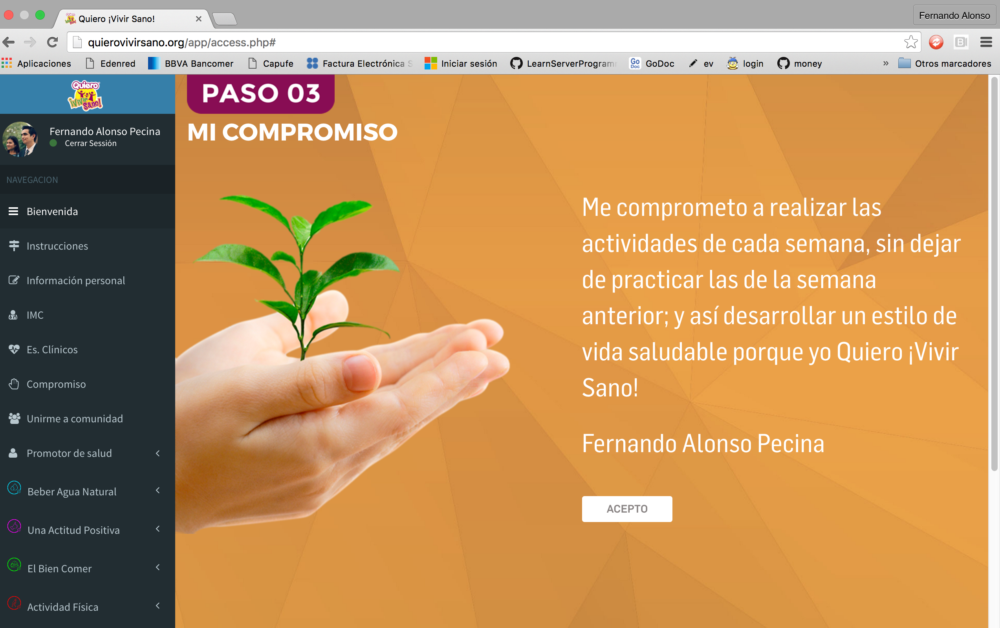 Quiero ¡Vivir Sano!
Fernando Alonso
quierovivirsano.org/app/access.php#
Aplicaciones
Edenred
BBVA Bancomer
Capufe
Factura Electrónica S
Iniciar sesión
LearnServerProgram
Go Doc
GoDoc
ev
login
money
»
Otros marcadores
Quiero
¡Vivir
Sano!
Fernando Alonso Pecina
Cerrar Sessión
NAVEGACION
Bienvenida
Instrucciones
Información personal
IMC
Es. Clínicos
Compromiso
Unirme a comunidad
Promotor de salud
Beber Agua Natural
Una Actitud Positiva
El Bien Comer
Actividad Física
PASO 03
MI COMPROMISO
Me comprometo a realizar las
actividades de cada semana, sin dejar
de practicar las de la semana
anterior; y así desarrollar un estilo de
vida saludable porque yo Quiero ¡Vivir
Sano!
Fernando Alonso Pecina
ACEPTO